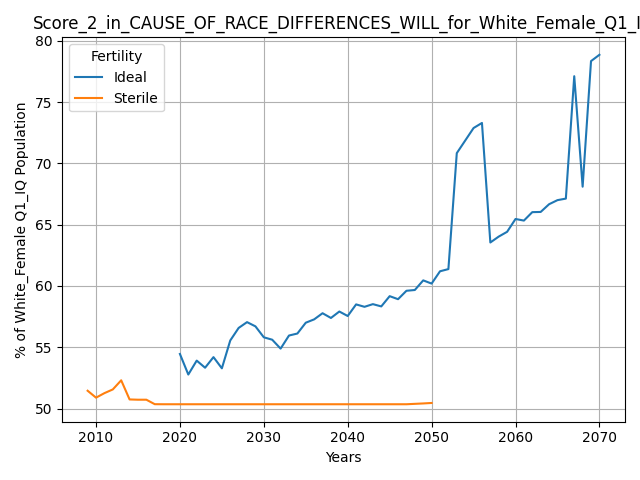 Score_2_in_CAUSE_OF_RACE_DIFFERENCES_WILL_for_White_Female_Q1_I
Fertility
Ideal
Sterile
% of White_Female Q1_IQ Population
80
75
70
65
60
55
50
2010 2020 2030 2040 2050 2060 2070
Years